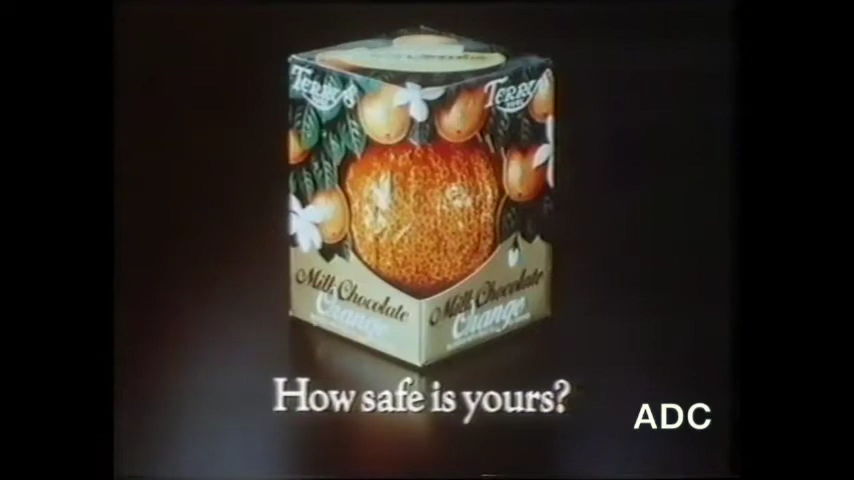 TERRY'S
TERRY'S
Milk Chocolate
Orange
Milk Chocolate
Orange
How safe is yours?
ADC